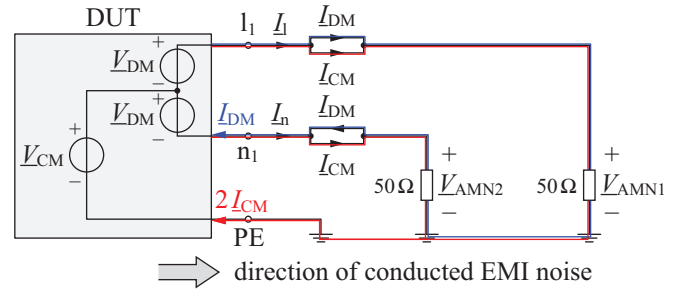 DUT
l1 I1 IDM
+ VDM −
ICM
+ VDM −
IDM In IDM
n1 ICM
+ VCM −
50 Ω + VAMN2 −
50 Ω + VAMN1 −
2 ICM
PE
direction of conducted EMI noise